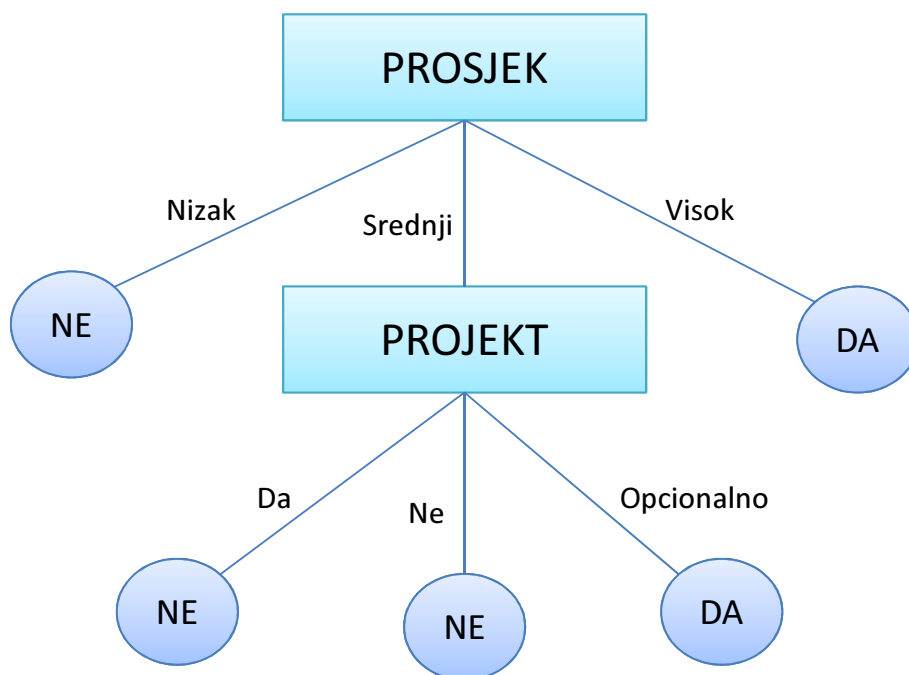 PROSJEK
Nizak
Srednji
Visok
NE
PROJEKT
DA
Da
Ne
Opcionalno
NE
NE
DA